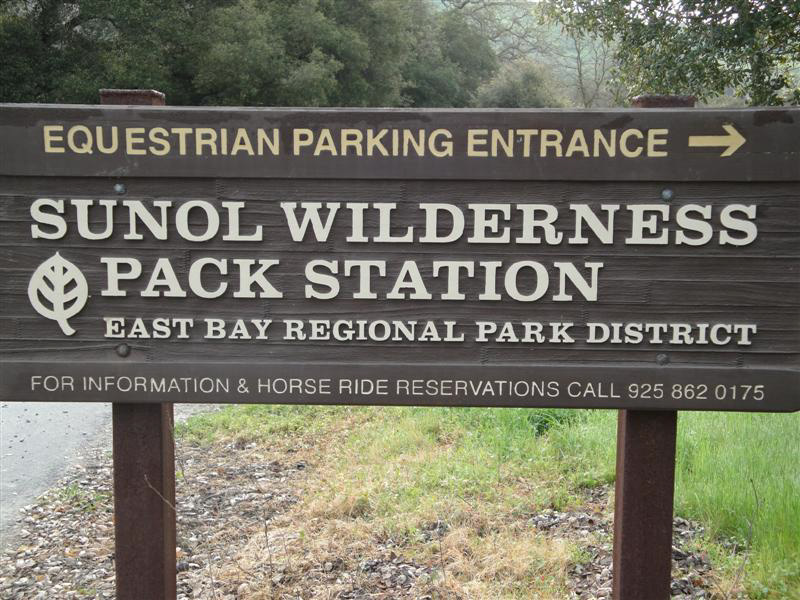 EQUESTRIAN PARKING ENTRANCE →
SUNOL WILDERNESS
PACK STATION
EAST BAY REGIONAL PARK DISTRICT
FOR INFORMATION & HORSE RIDE RESERVATIONS CALL 925 862 0175